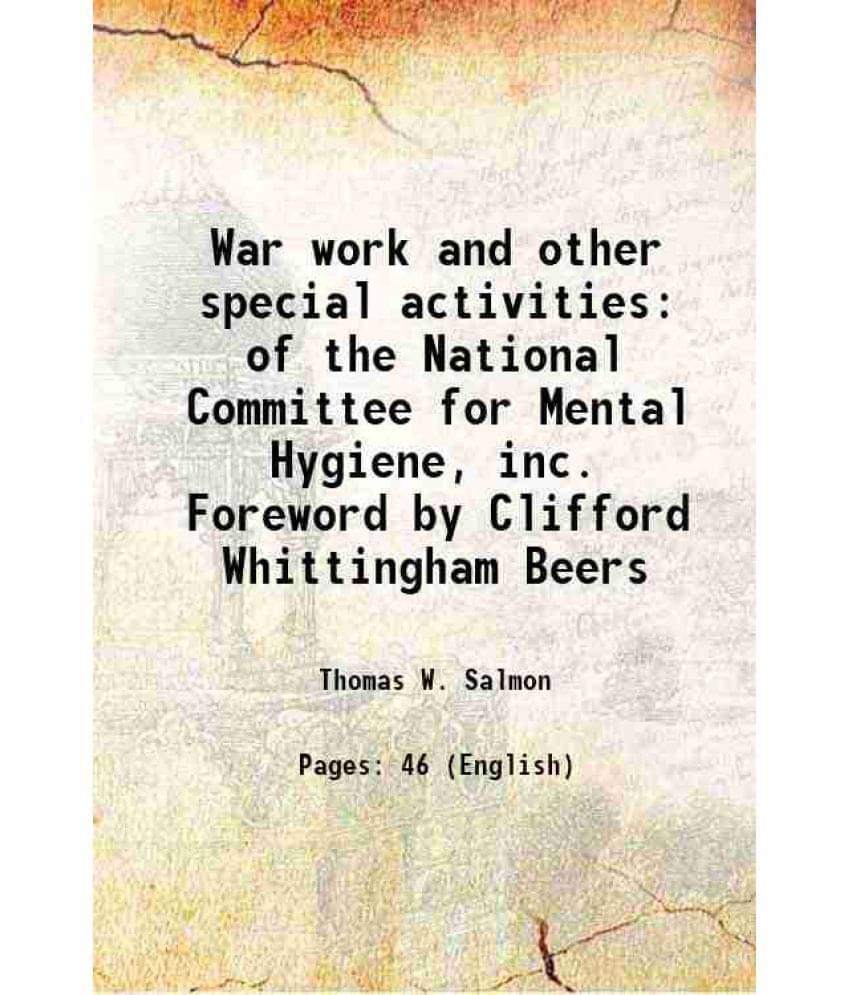 War work and other
special activities:
of the National
Committee for Mental
Hygiene, inc.
Foreword by Clifford
Whittingham Beers
Thomas W. Salmon
Pages: 46 (English)